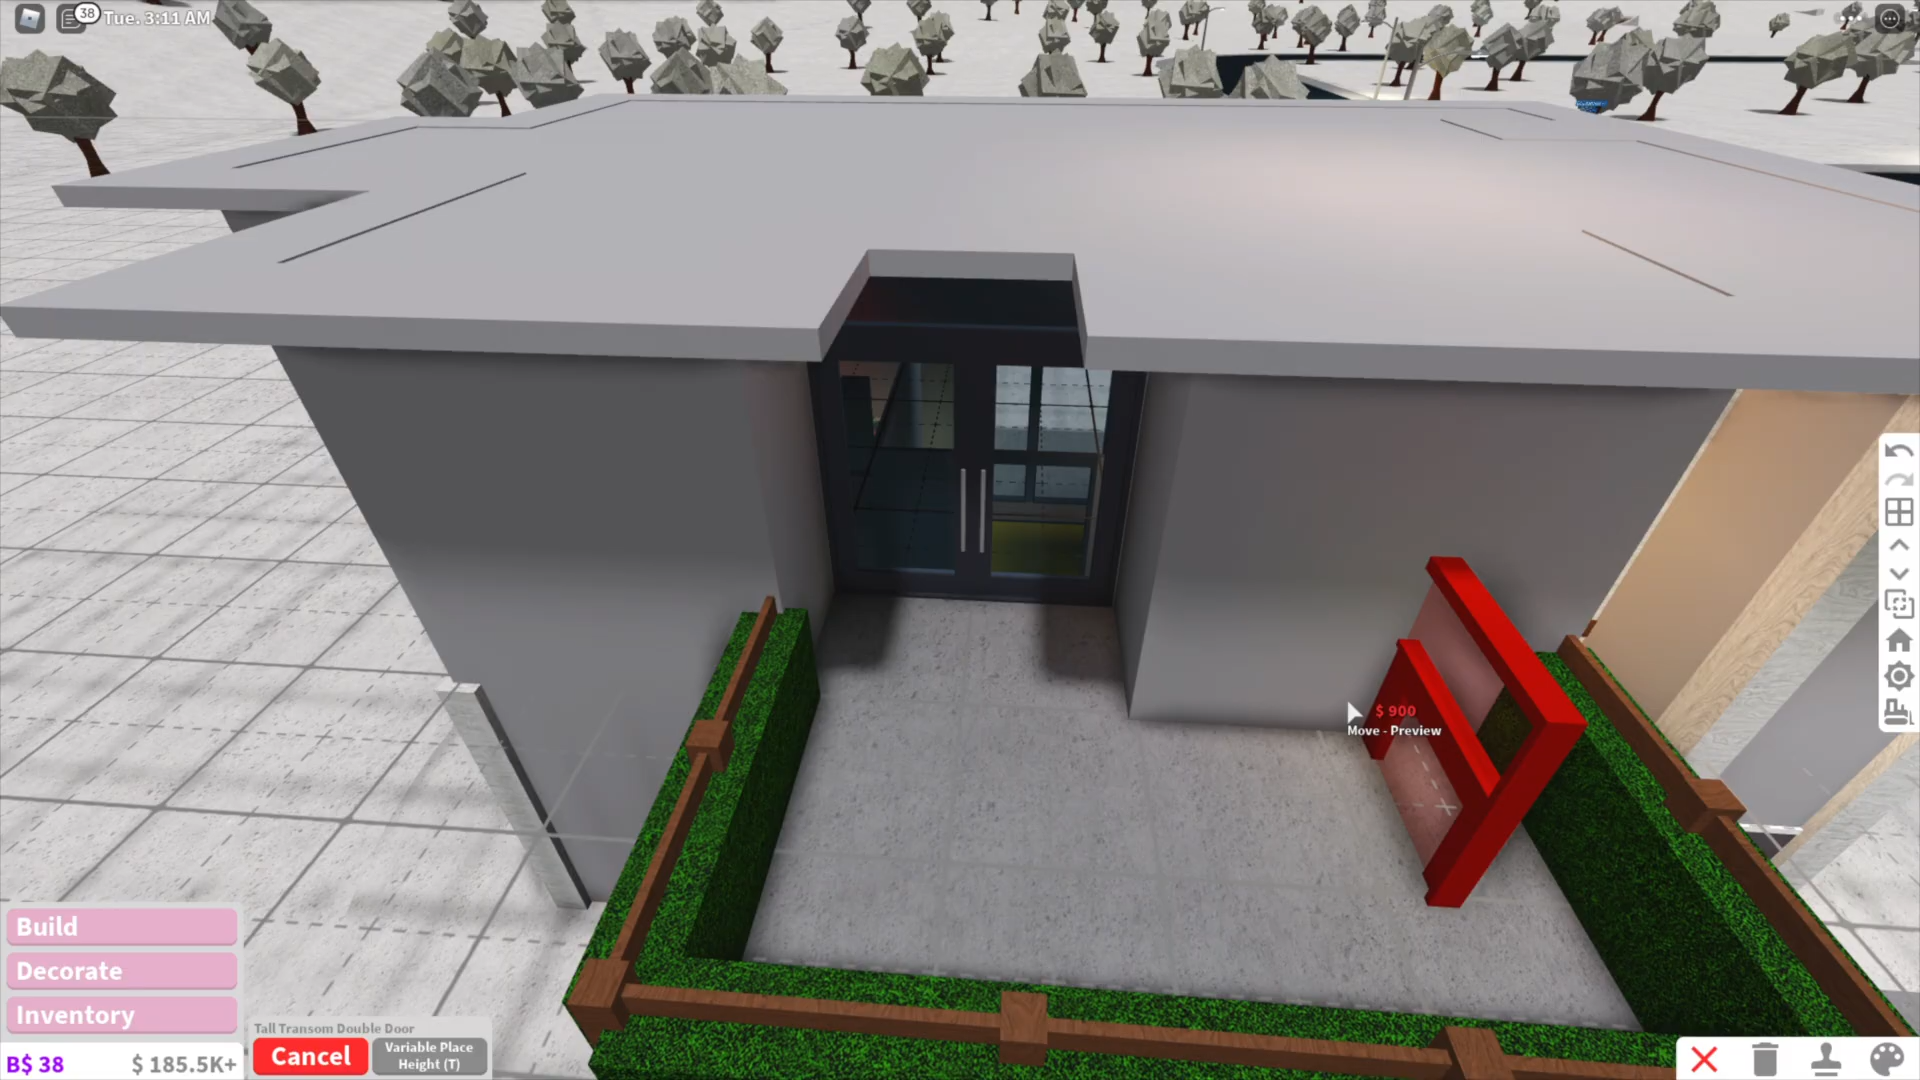 38
Tue. 3:11 AM
$ 900
Move - Preview
Build
Decorate
Inventory
Tall Transom Double Door
Cancel
Variable Place
Height (T)
B$ 38
$ 185.5K+